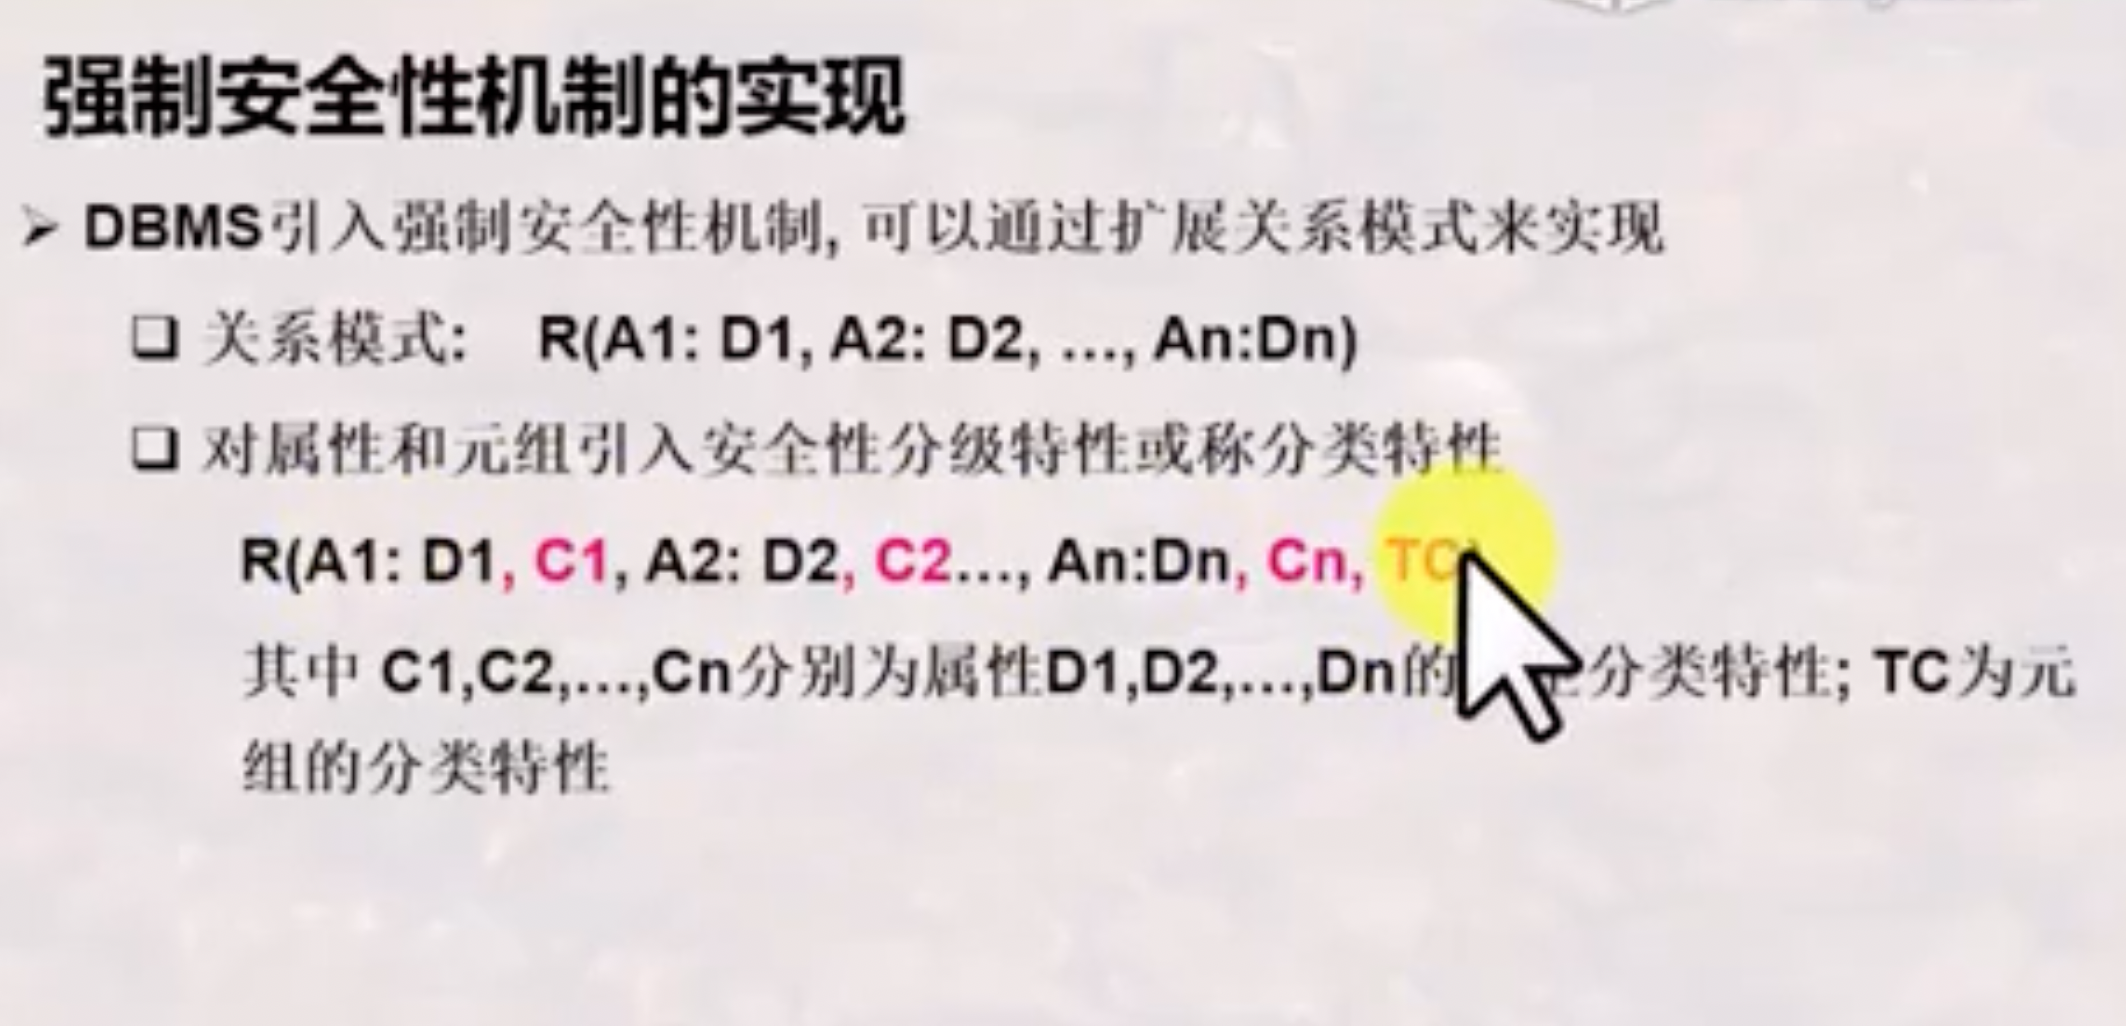 强制安全性机制的实现
➢ DBMS引入强制安全性机制, 可以通过扩展关系模式来实现
❑ 关系模式: R(A1: D1, A2: D2, …, An:Dn)
❑ 对属性和元组引入安全性分级特性或称分类特性
R(A1: D1, C1, A2: D2, C2…, An:Dn, Cn, TC)
其中 C1,C2,…,Cn分别为属性D1,D2,…,Dn的 分类特性; TC为元
组的分类特性